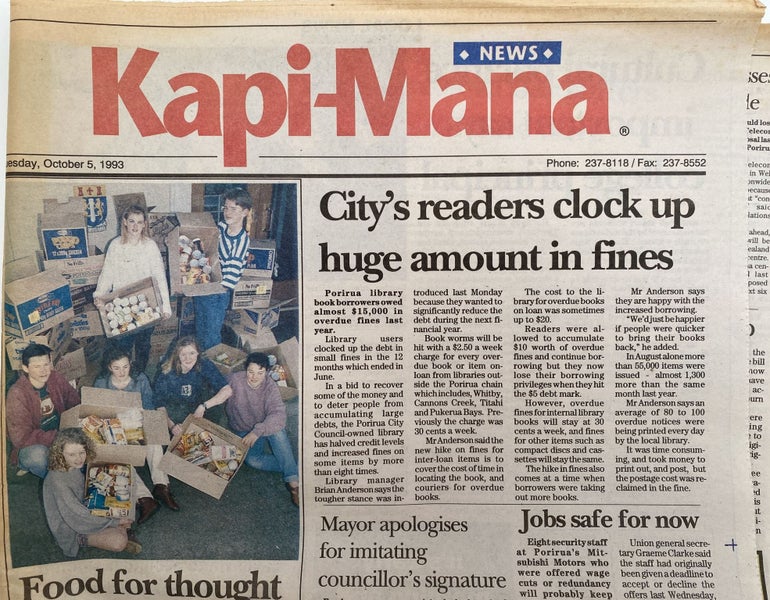 ◆ NEWS ◆
Kapi-Mana ®
esday, October 5, 1993
Phone: 237-8118 / Fax: 237-8552
City's readers clock up
huge amount in fines
Porirua library
book borrowers owed
almost $15,000 in
overdue fines last
year.
Library users
clocked up the debt in
small fines in the 12
months which ended in
June.
In a bid to recover
some of the money and
to deter people from
accumulating large
debts, the Porirua City
Council-owned library
has halved credit levels
and increased fines on
some items by more
than eight times.
Library manager
Brian Anderson says the
tougher stance was in-
troduced last Monday
because they wanted to
significantly reduce the
debt during the next fi-
nancial year.
Book worms will be
hit with a $2.50 a week
charge for every over-
due book or item on-
loan from libraries out-
side the Porirua chain
which includes, Whitby,
Cannons Creek, Titahi
and Pukerua Bays. Pre-
viously the charge was
30 cents a week.
Mr Anderson said the
new hike on fines for
inter-loan items is to
cover the cost of time in
locating the book, and
couriers for overdue
books.
The cost to the li-
brary for overdue books
on loan was sometimes
up to $20.
Readers were al-
lowed to accumulate
$10 worth of overdue
fines and continue bor-
rowing but they now
lose their borrowing
privileges when they hit
the $5 debt mark.
However, overdue
fines for internal library
books will stay at 30
cents a week, and fines
for other items such as
compact discs and cas-
settes will stay the same.
The hike in fines also
comes at a time when
borrowers were taking
out more books.
Mr Anderson says
they are happy with the
increased borrowing.
"We'd just be happier
if people were quicker
to bring their books
back," he added.
In August alone more
than 55,000 items were
issued - almost 1,300
more than the same
month last year.
Mr Anderson says an
average of 80 to 100
overdue notices were
being printed every day
by the local library.
It was time consum-
ing, and took money to
print out, and post, but
the postage cost was re-
claimed in the fine.
Food for thought
Mayor apologises
for imitating
councillor's signature
Jobs safe for now
Eight security staff
at Porirua's Mit-
subishi Motors who
were offered wage
cuts or redundancy
will probably keep
Union general secre-
tary Graeme Clarke said
the staff had originally
been given a deadline to
accept or decline the
offers last Wednesday,